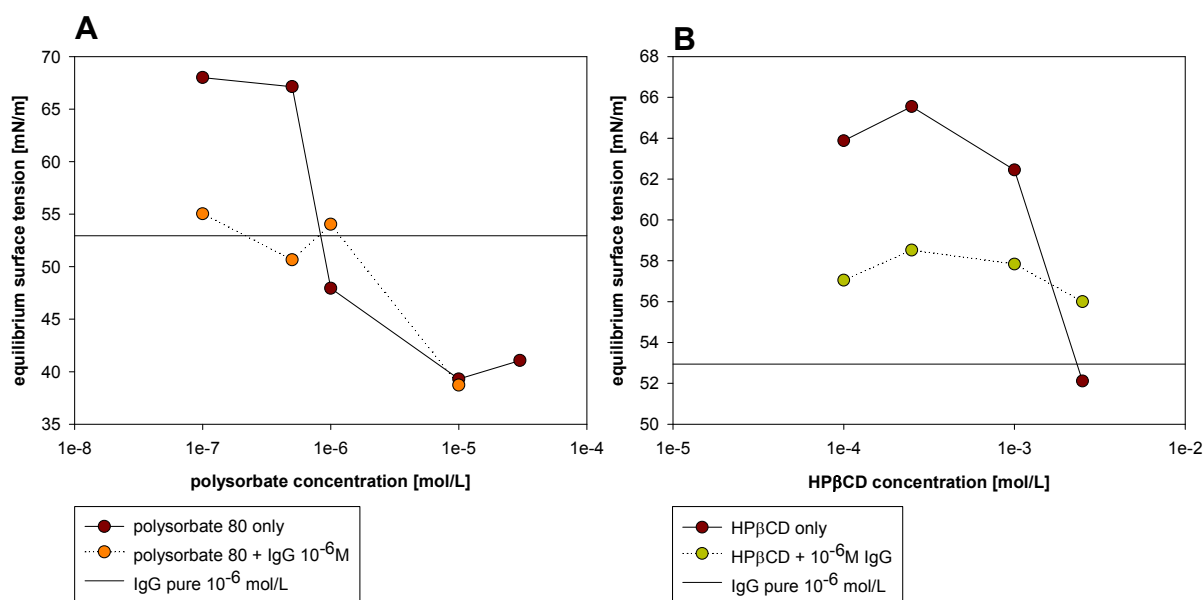 A
70
65
60
55
50
45
40
35
equilibrium surface tension [mN/m]
1e-8 1e-7 1e-6 1e-5 1e-4
polysorbate concentration [mol/L]
polysorbate 80 only
polysorbate 80 + IgG 10⁻⁶M
IgG pure 10⁻⁶ mol/L
B
68
66
64
62
60
58
56
54
52
50
equilibrium surface tension [mN/m]
1e-5 1e-4 1e-3 1e-2
HPβCD concentration [mol/L]
HPβCD only
HPβCD + 10⁻⁶M IgG
IgG pure 10⁻⁶ mol/L